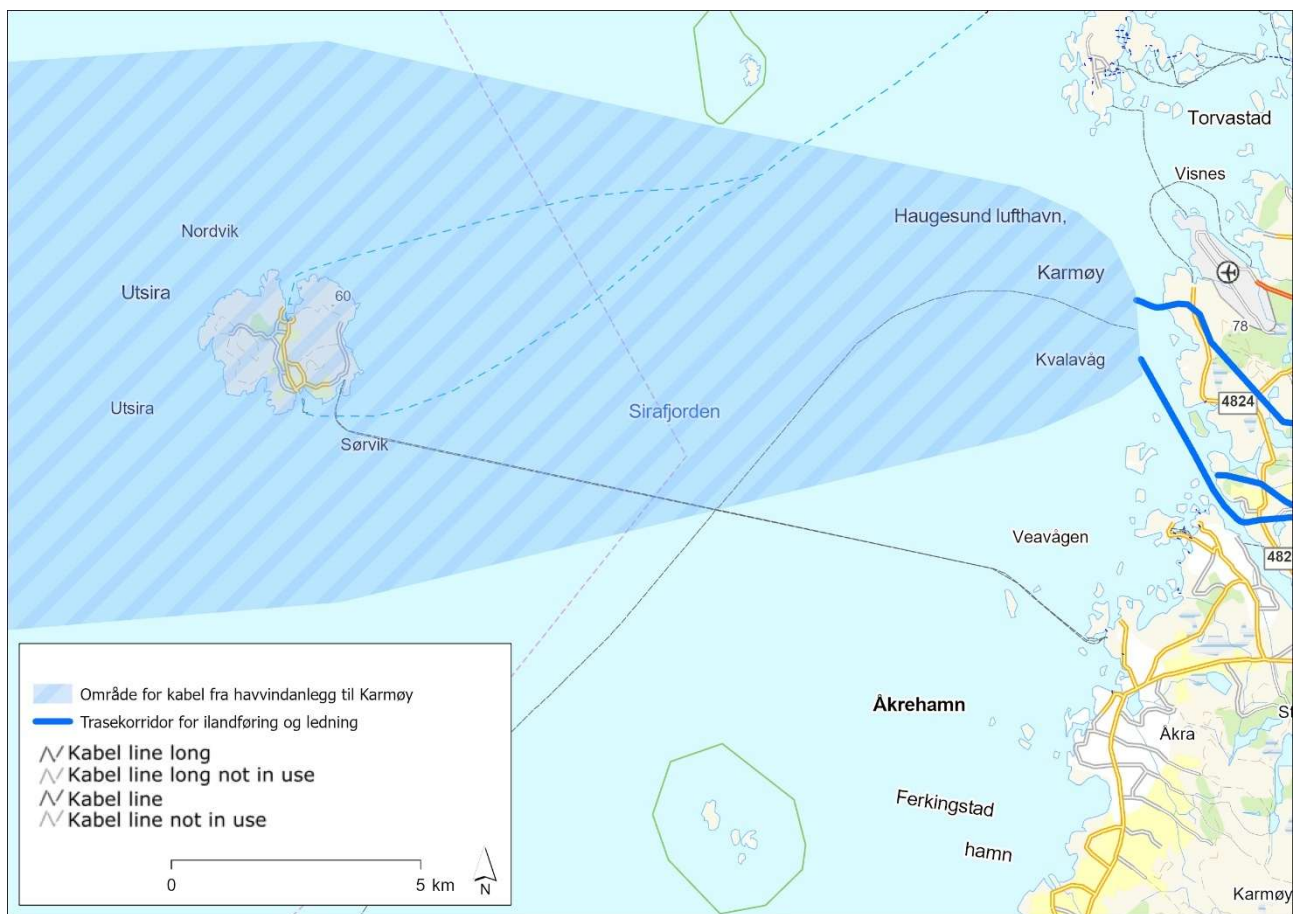 Torvastad
Visnes
Haugesund lufthavn,
Karmøy
Nordvik
Utsira
60
78
Kvalavåg
4824
Utsira
Sirafjorden
Sørvik
Veavågen
482
Åkrehamn
St
Åkra
Ferkingstad
hamn
Karmøy
Område for kabel fra havvindanlegg til Karmøy
Trasekorridor for ilandføring og ledning
Kabel line long
Kabel line long not in use
Kabel line
Kabel line not in use
0 5 km
N